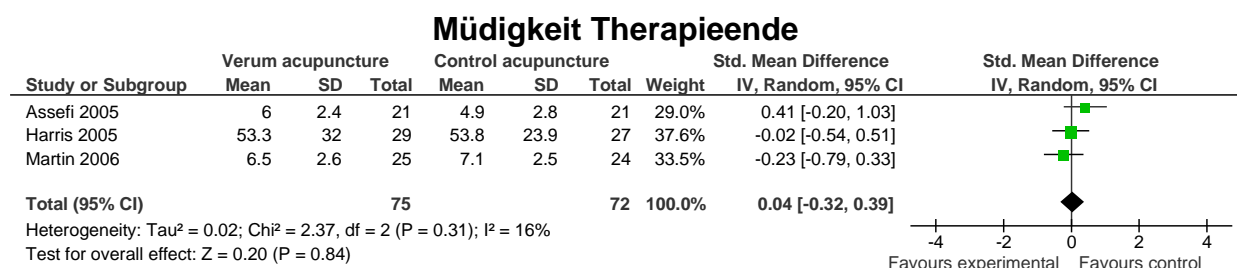 Müdigkeit Therapieende
Verum acupuncture Control acupuncture Std. Mean Difference Std. Mean Difference
Study or Subgroup Mean SD Total Mean SD Total Weight IV, Random, 95% CI IV, Random, 95% CI
Assefi 2005 6 2.4 21 4.9 2.8 21 29.0% 0.41 [-0.20, 1.03]
Harris 2005 53.3 32 29 53.8 23.9 27 37.6% -0.02 [-0.54, 0.51]
Martin 2006 6.5 2.6 25 7.1 2.5 24 33.5% -0.23 [-0.79, 0.33]
Total (95% CI) 75 72 100.0% 0.04 [-0.32, 0.39]
Heterogeneity: Tau² = 0.02; Chi² = 2.37, df = 2 (P = 0.31); I² = 16%
Test for overall effect: Z = 0.20 (P = 0.84)
-4 -2 0 2 4
Favours experimental Favours control